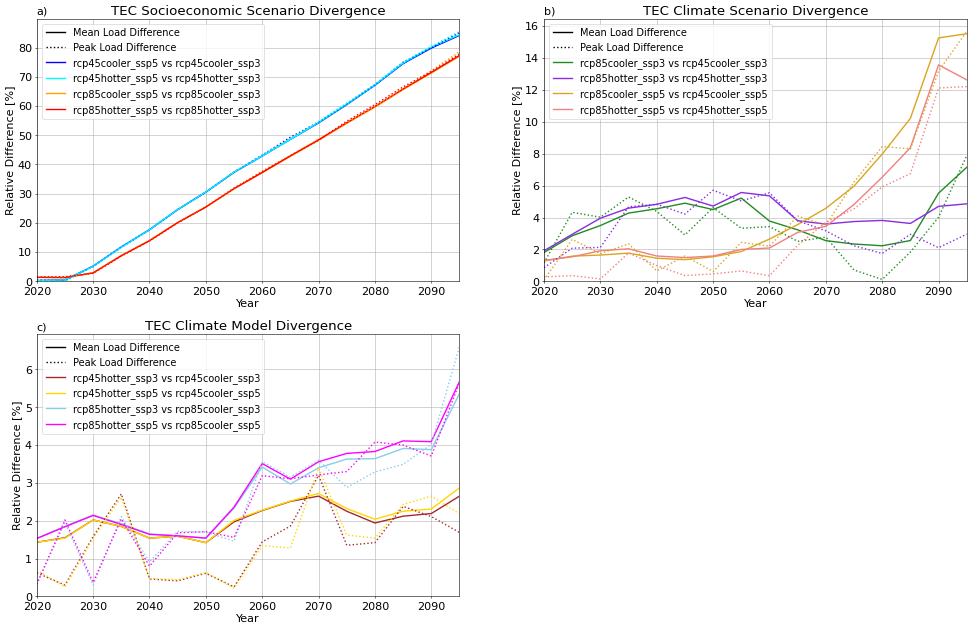 a)
TEC Socioeconomic Scenario Divergence
Mean Load Difference
Peak Load Difference
rcp45cooler_ssp5 vs rcp45cooler_ssp3
rcp45hotter_ssp5 vs rcp45hotter_ssp3
rcp85cooler_ssp5 vs rcp85cooler_ssp3
rcp85hotter_ssp5 vs rcp85hotter_ssp3
Relative Difference [%]
80
70
60
50
40
30
20
10
0
2020 2030 2040 2050 2060 2070 2080 2090
Year
b)
TEC Climate Scenario Divergence
Mean Load Difference
Peak Load Difference
rcp85cooler_ssp3 vs rcp45cooler_ssp3
rcp85hotter_ssp3 vs rcp45hotter_ssp3
rcp85cooler_ssp5 vs rcp45cooler_ssp5
rcp85hotter_ssp5 vs rcp45hotter_ssp5
Relative Difference [%]
16
14
12
10
8
6
4
2
0
2020 2030 2040 2050 2060 2070 2080 2090
Year
c)
TEC Climate Model Divergence
Mean Load Difference
Peak Load Difference
rcp45hotter_ssp3 vs rcp45cooler_ssp3
rcp45hotter_ssp5 vs rcp45cooler_ssp5
rcp85hotter_ssp3 vs rcp85cooler_ssp3
rcp85hotter_ssp5 vs rcp85cooler_ssp5
Relative Difference [%]
6
5
4
3
2
1
0
2020 2030 2040 2050 2060 2070 2080 2090
Year